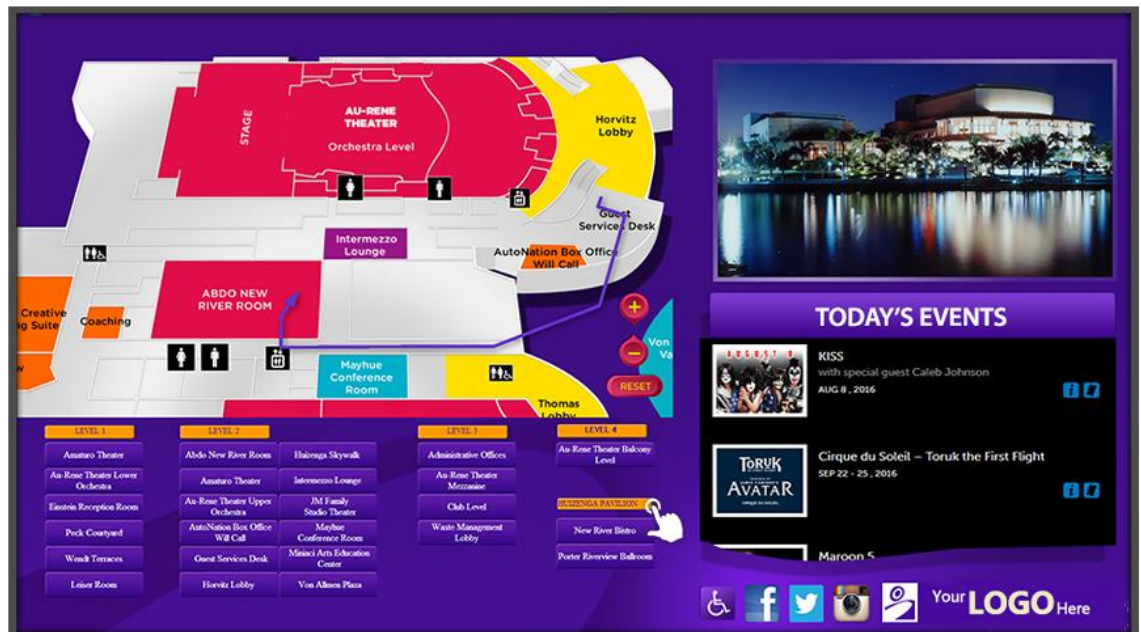 STAGE
AU-RENE
THEATER
Orchestra Level
Horvitz
Lobby
Guest
Services Desk
Intermezzo
Lounge
AutoNation Box Office
Will Call
ABDO NEW
RIVER ROOM
Creative
Suite
Coaching
Von
Va
Mayhue
Conference
Room
Thomas
Lobby
+
−
RESET
LEVEL 1
Amaturo Theater
Au-Rene Theater Lower
Orchestra
Einstein Reception Room
Peck Courtyard
Wendt Terraces
Leiser Room
LEVEL 2
Abdo New River Room
Amaturo Theater
Au-Rene Theater Upper
Orchestra
AutoNation Box Office
Will Call
Guest Services Desk
Horvitz Lobby
Huizenga Skywalk
Intermezzo Lounge
JM Family
Studio Theater
Mayhue
Conference Room
Miniaci Arts Education
Center
Von Allmen Plaza
LEVEL 3
Administrative Offices
Au-Rene Theater
Mezzanine
Club Level
Waste Management
Lobby
LEVEL 4
Au-Rene Theater Balcony
Level
HUIZENGA PAVILION
New River Bistro
Porter Riverview Ballroom
TODAY'S EVENTS
AUGUST 8
KISS
with special guest Caleb Johnson
AUG 8 , 2016
TORUK
AVATAR
Cirque du Soleil – Toruk the First Flight
SEP 22 - 25 , 2016
Maroon 5
Your LOGO Here